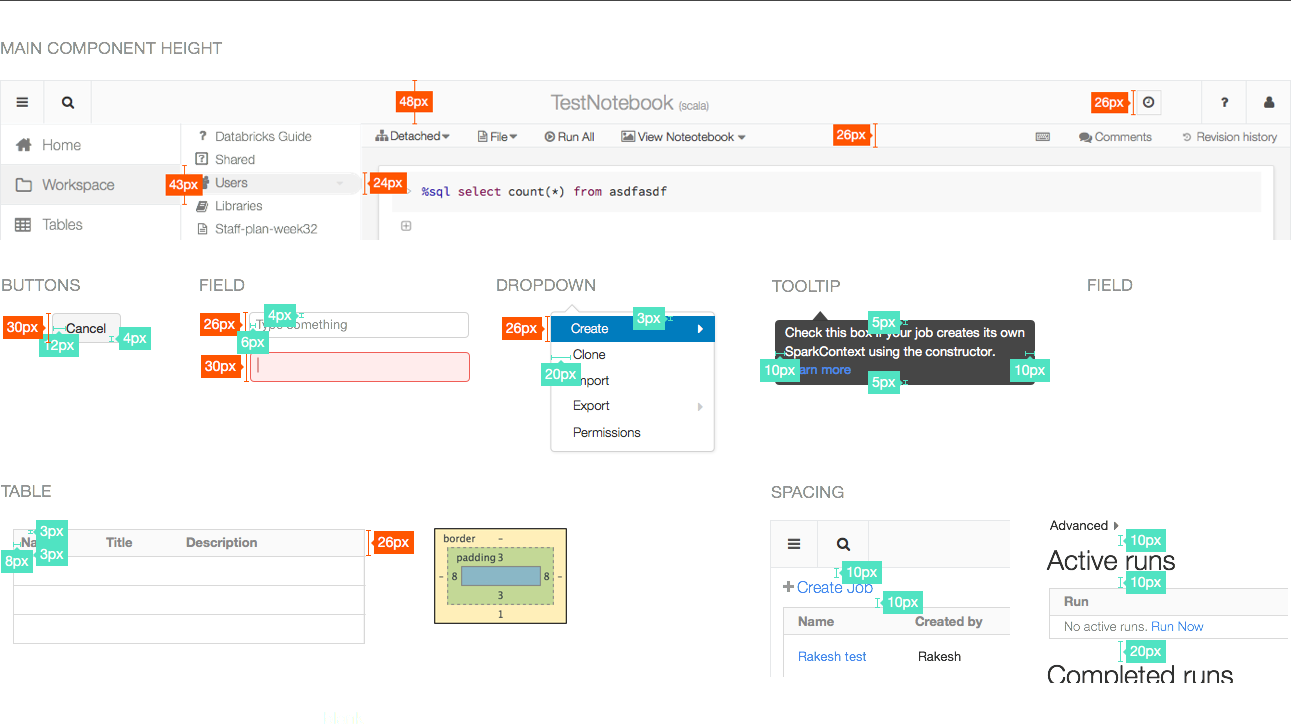 MAIN COMPONENT HEIGHT
48px
TestNotebook (scala)
26px
?
Detached
File
Run All
View Noteotebook
26px
Comments
Revision history
Home
Workspace
Tables
? Databricks Guide
Shared
Users
Libraries
Staff-plan-week32
43px
24px
%sql select count(*) from asdfasdf
BUTTONS
30px
Cancel
12px
4px
FIELD
26px
4px
Type something
6px
30px
DROPDOWN
26px
Create
3px
Clone
20px
Import
Export
Permissions
TOOLTIP
5px
Check this box if your job creates its own
SparkContext using the constructor.
10px
Learn more
10px
5px
FIELD
TABLE
3px
Name
Title
Description
3px
8px
26px
border -
padding 3
- 8 8 -
3
1
SPACING
10px
+ Create Job
10px
Name Created by
Rakesh test Rakesh
Advanced
10px
Active runs
10px
Run
No active runs. Run Now
20px
Completed runs